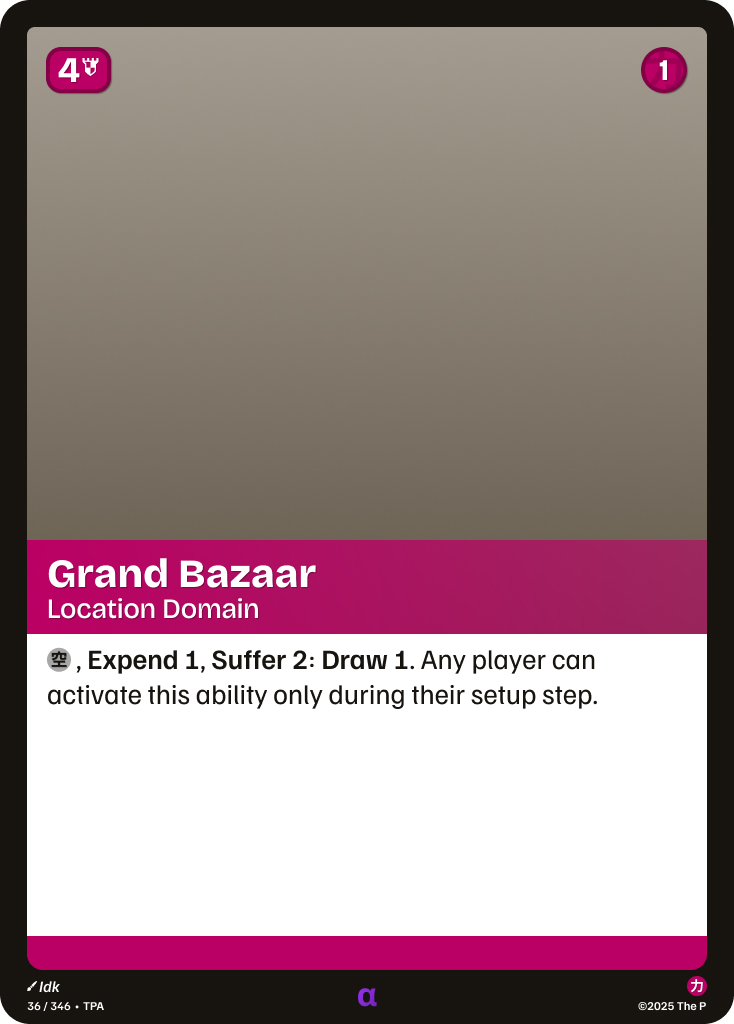 4
1
Grand Bazaar
Location Domain
空 , Expend 1, Suffer 2: Draw 1. Any player can
activate this ability only during their setup step.
Idk
36 / 346 • TPA
α
力
©2025 The P